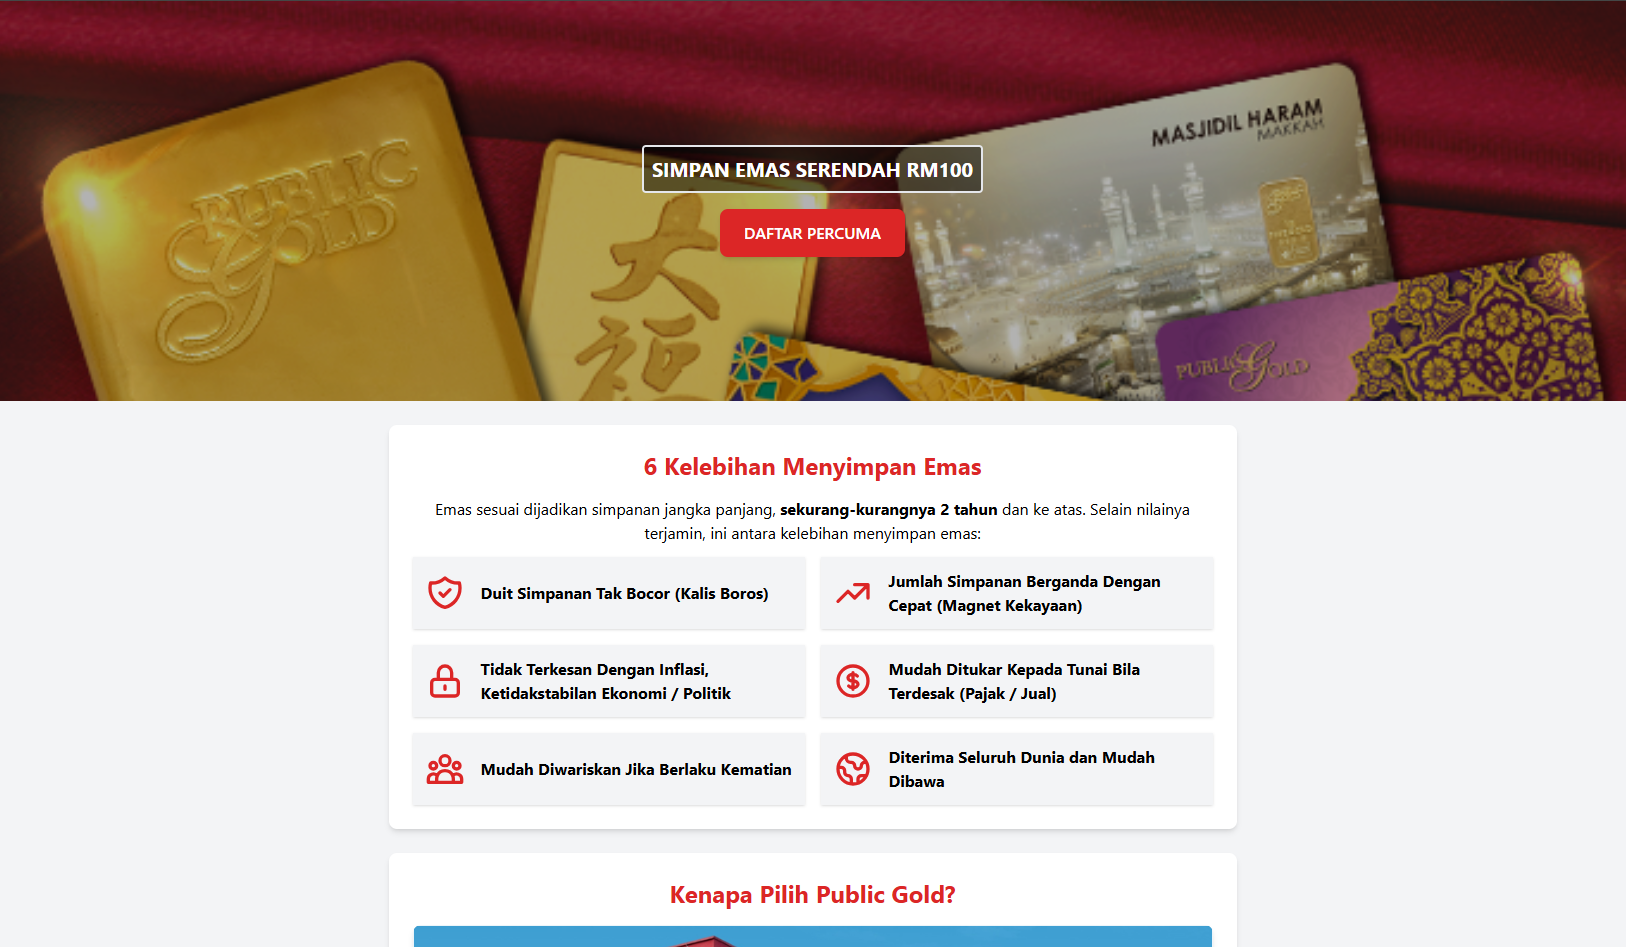 PUBLIC
GOLD
大
福
MASJIDIL HARAM
MAKKAH
PUBLIC GOLD
SIMPAN EMAS SERENDAH RM100
DAFTAR PERCUMA
6 Kelebihan Menyimpan Emas
Emas sesuai dijadikan simpanan jangka panjang, sekurang-kurangnya 2 tahun dan ke atas. Selain nilainya
terjamin, ini antara kelebihan menyimpan emas:
Duit Simpanan Tak Bocor (Kalis Boros)
Jumlah Simpanan Berganda Dengan
Cepat (Magnet Kekayaan)
Tidak Terkesan Dengan Inflasi,
Ketidakstabilan Ekonomi / Politik
Mudah Ditukar Kepada Tunai Bila
Terdesak (Pajak / Jual)
Mudah Diwariskan Jika Berlaku Kematian
Diterima Seluruh Dunia dan Mudah
Dibawa
Kenapa Pilih Public Gold?